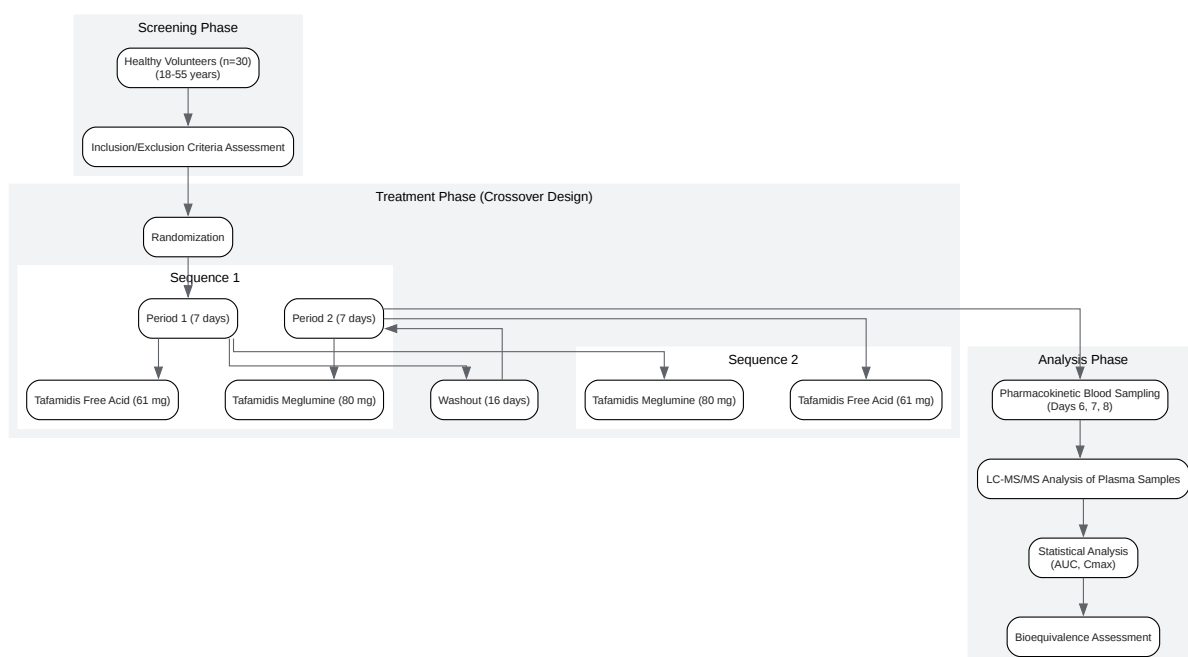 Screening Phase
Healthy Volunteers (n=30)
(18-55 years)
Inclusion/Exclusion Criteria Assessment
Treatment Phase (Crossover Design)
Randomization
Sequence 1
Period 1 (7 days)
Period 2 (7 days)
Tafamidis Free Acid (61 mg)
Tafamidis Meglumine (80 mg)
Washout (16 days)
Sequence 2
Tafamidis Meglumine (80 mg)
Tafamidis Free Acid (61 mg)
Analysis Phase
Pharmacokinetic Blood Sampling
(Days 6, 7, 8)
LC-MS/MS Analysis of Plasma Samples
Statistical Analysis
(AUC, Cmax)
Bioequivalence Assessment